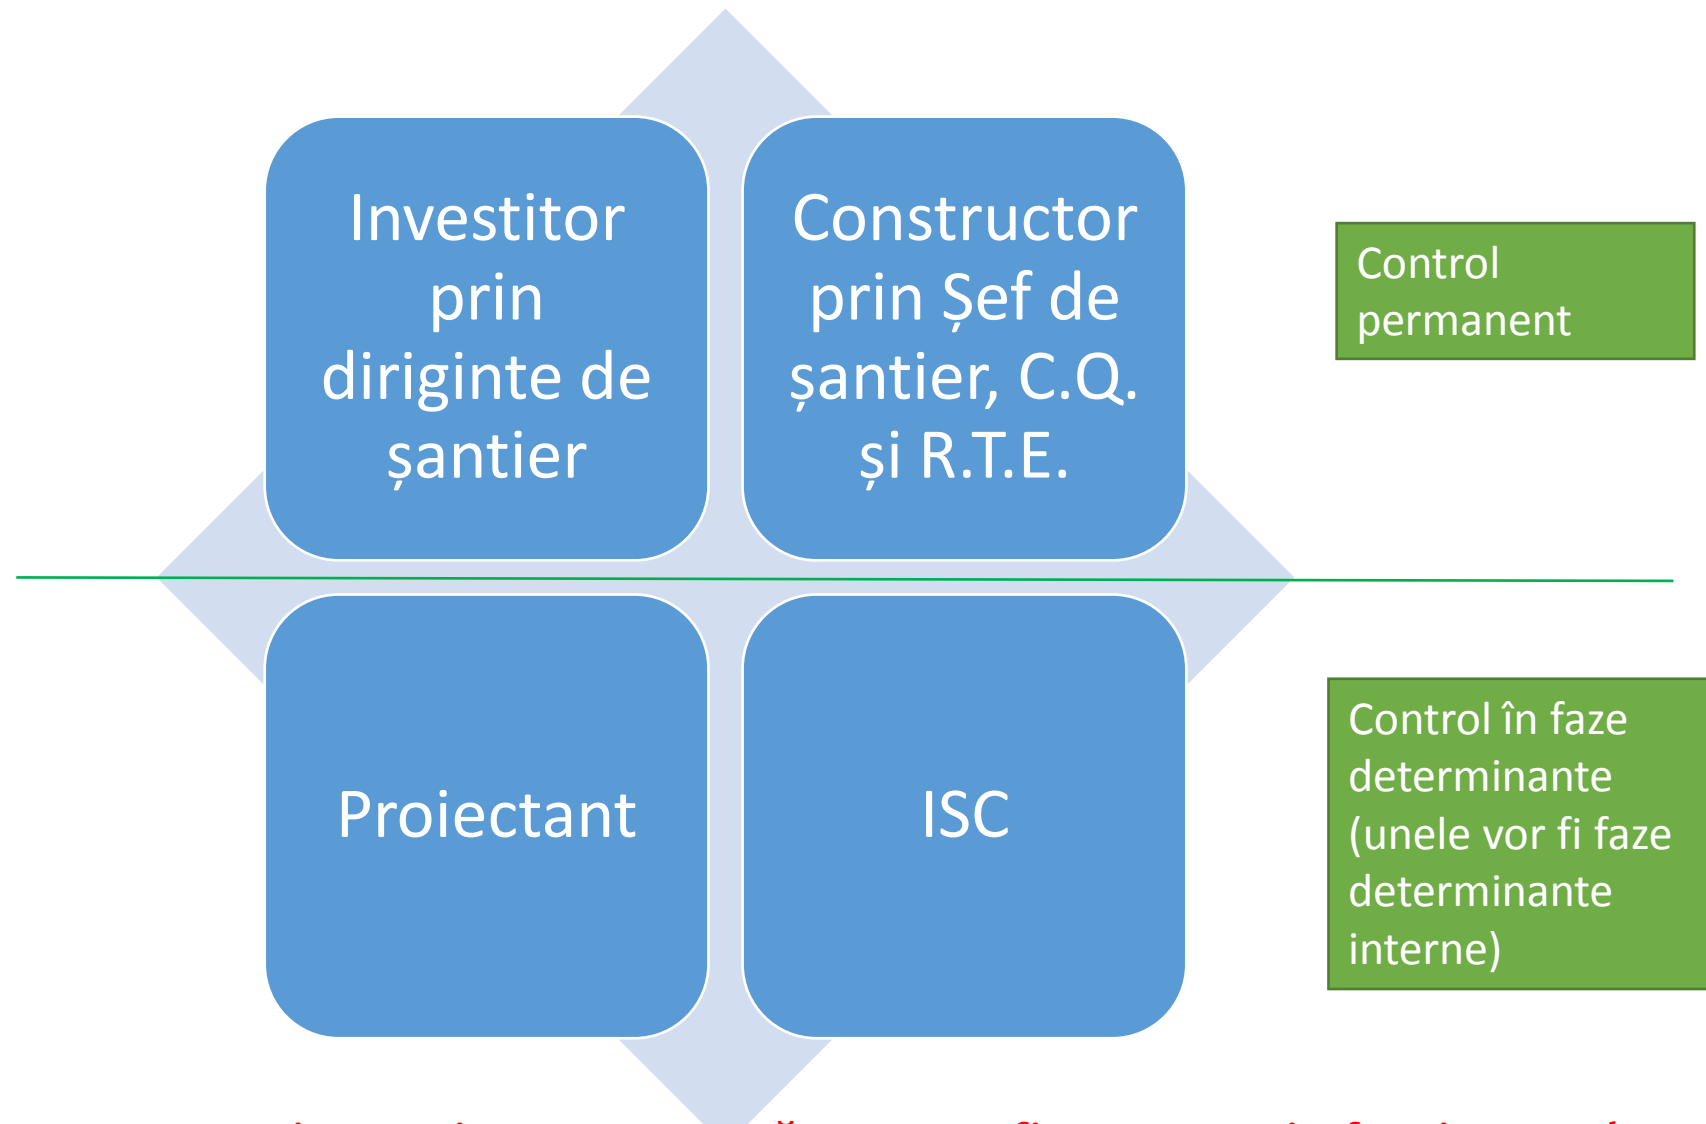 Investitor
prin
diriginte de
șantier
Constructor
prin Șef de
șantier, C.Q.
și R.T.E.
Control
permanent
Proiectant
ISC
Control în faze
determinante
(unele vor fi faze
determinante
interne)